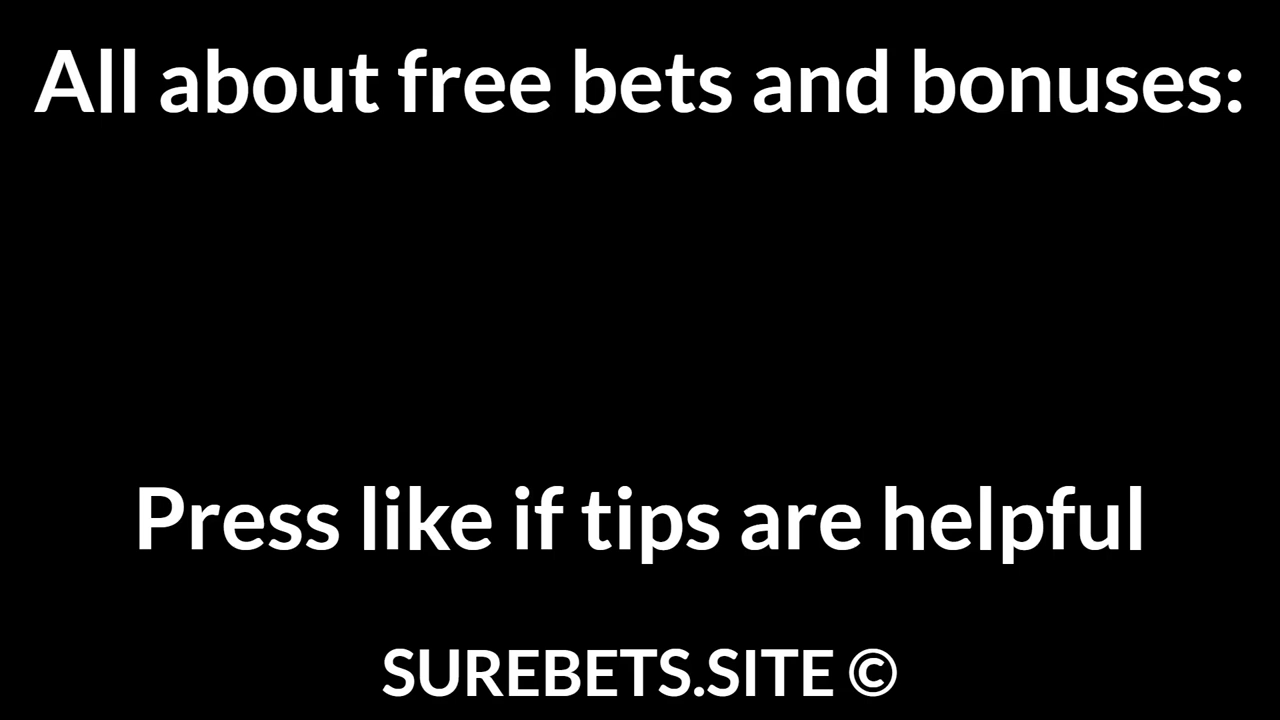 All about free bets and bonuses:
Press like if tips are helpful
SUREBETS.SITE ©